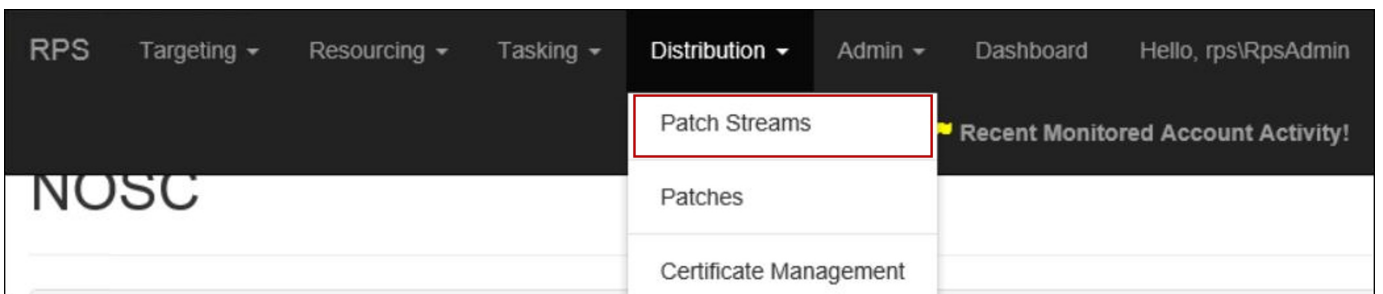 RPS Targeting Resourcing Tasking Distribution Admin Dashboard Hello, rps\RpsAdmin
Patch Streams
Recent Monitored Account Activity!
NOSC
Patches
Certificate Management